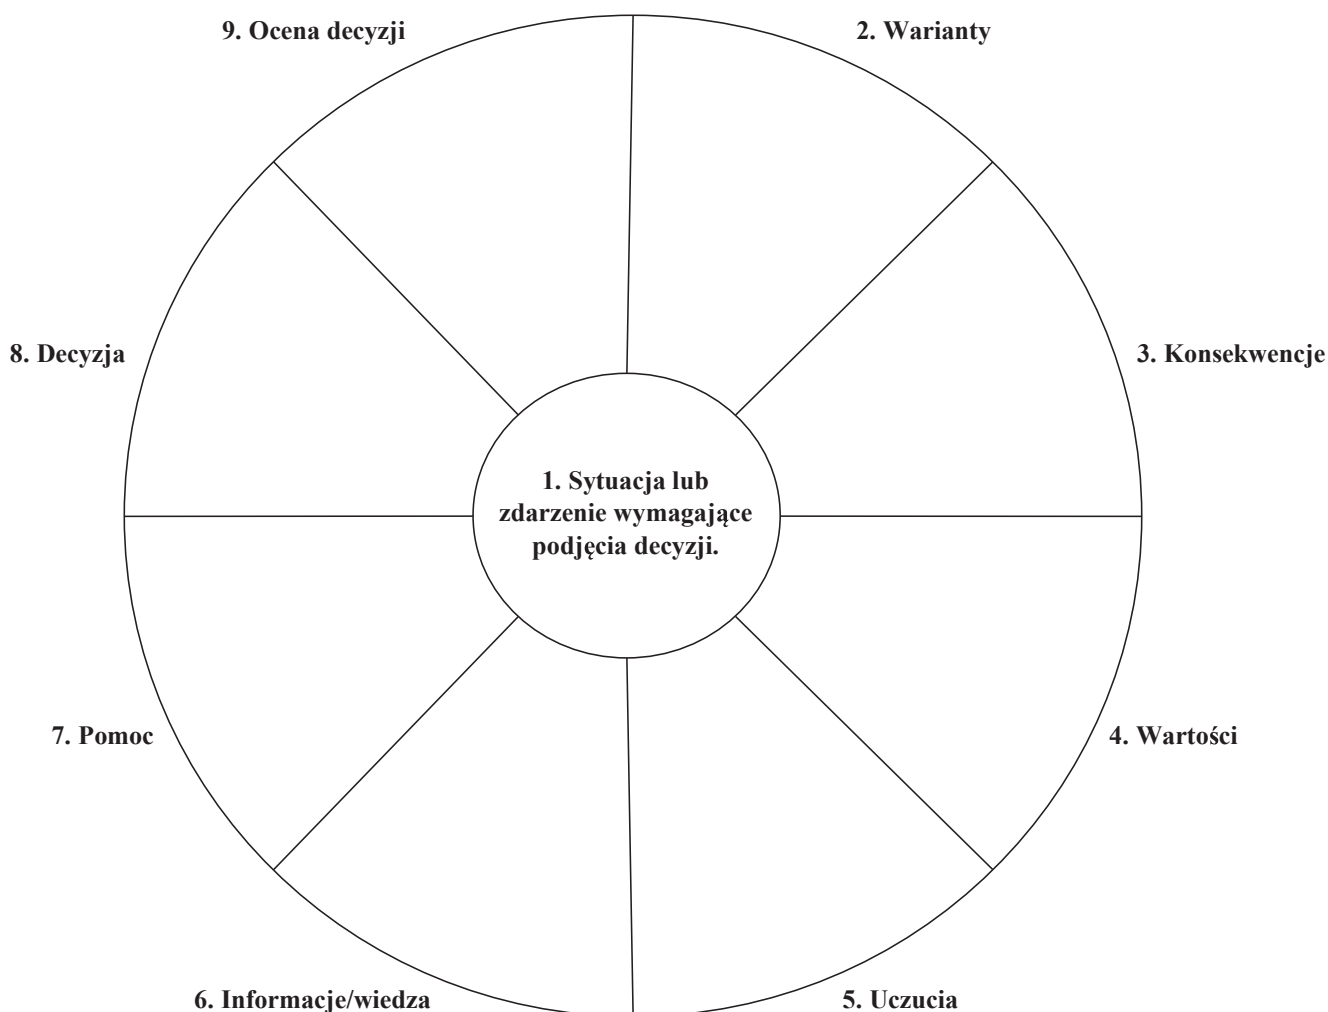 9. Ocena decyzji
2. Warianty
8. Decyzja
3. Konsekwencje
1. Sytuacja lub
zdarzenie wymagające
podjęcia decyzji.
7. Pomoc
4. Wartości
6. Informacje/wiedza
5. Uczucia